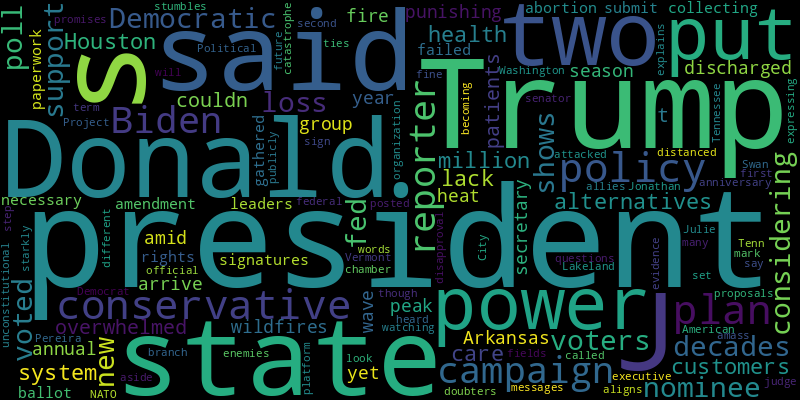 stumbles
promises
Democratic
poll
paperwork
support
Houston
Political
said
second
future
ties
catastrophe
fire
punishing
health
failed
abortion
submit
collecting
two
put
explains
discharged
s
couldn
loss
year
Biden
will
fine
term
Project
gathered
publicly
group
sign
organization
reporter
Trump
becoming
patients
Washington
season
senator
t
Tennessee
expressing
Donald
million
shows
attacked
distanced
policy
Swan
first
lack
heat
allies
Jonathan
anniversary
necessary
amendment
leaders
federal
posted
alternatives
considering
step
different
president
fed
disapproval
secretary
City
Julie
many
Tenn
mark
say
amid
rights
official
signatures
words
Vermont
chamber
questions
Lakeland
evidence
set
unconstitutional
starkly
voted
arrive
Democrat
conservative
though
heard
watching
wave
peak
power
J
plan
proposals
American
amass
overwhelmed
wildfires
Pereira
annual
new
state
branch
enemies
platform
look
yet
Arkansas
care
fields
called
voters
decades
customers
judge
system
ballot
NATO
aside
campaign
doubters
messages
executive
aligns
nominee